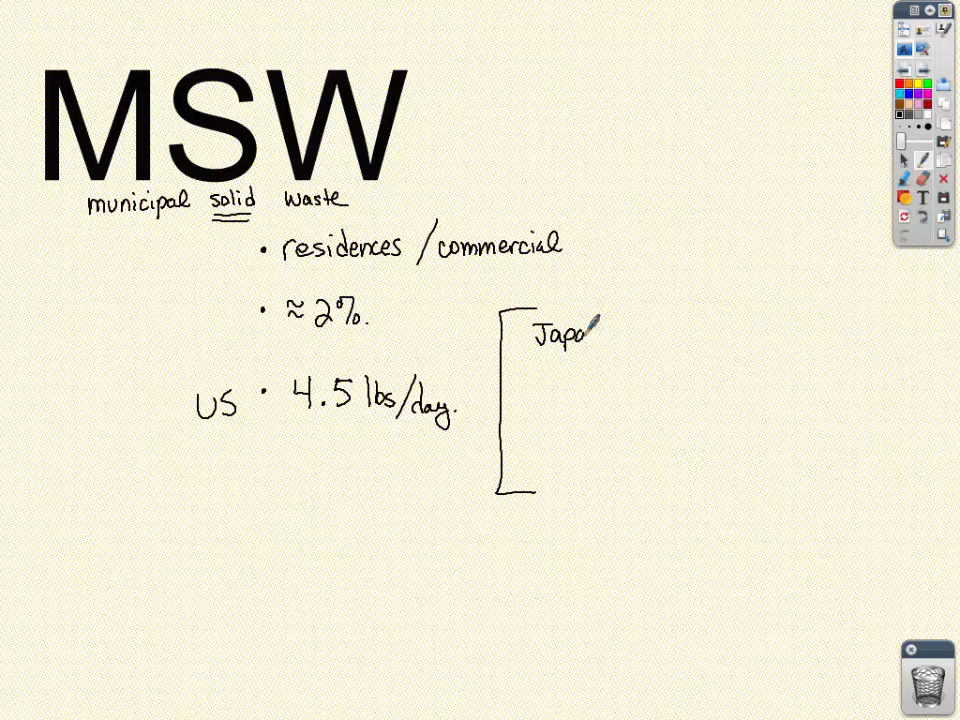 MSW
municipal solid waste
• residences / commercial
• ≈ 2%.
Japa
US • 4.5 lbs/day.